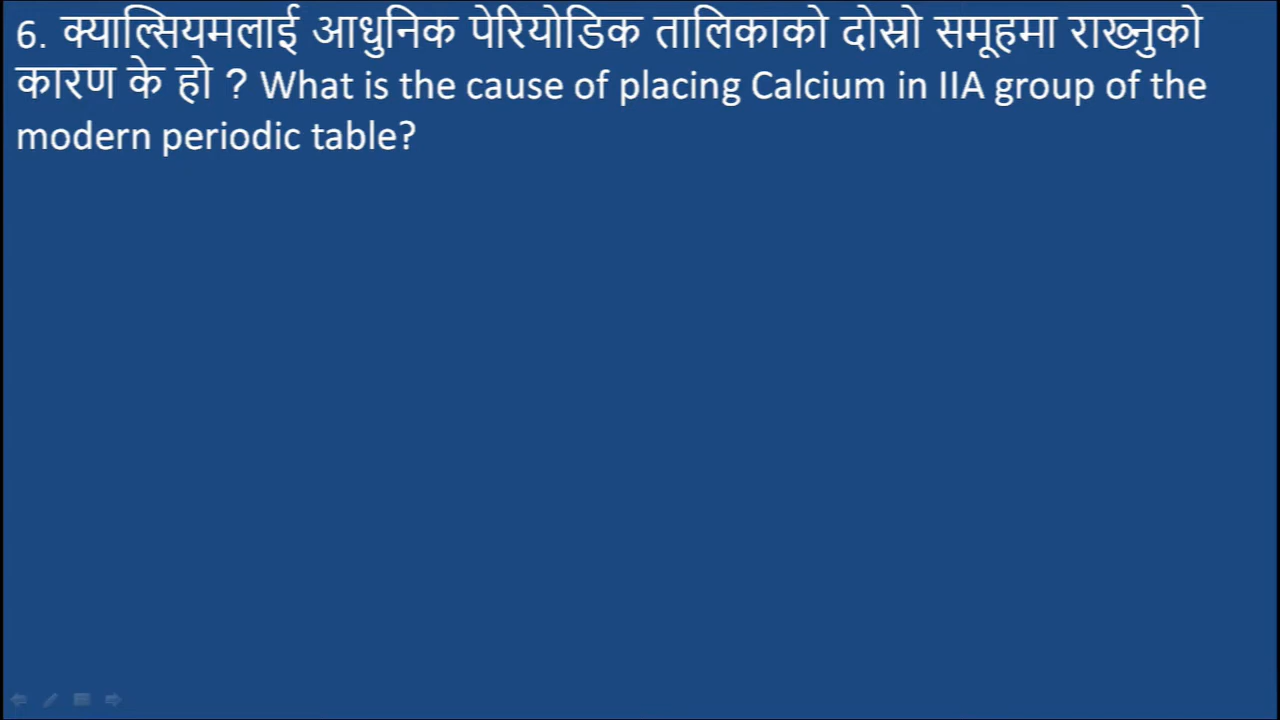 6. क्याल्सियमलाई आधुनिक पेरियोडिक तालिकाको दोस्रो समूहमा राख्नुको
कारण के हो ? What is the cause of placing Calcium in IIA group of the
modern periodic table?